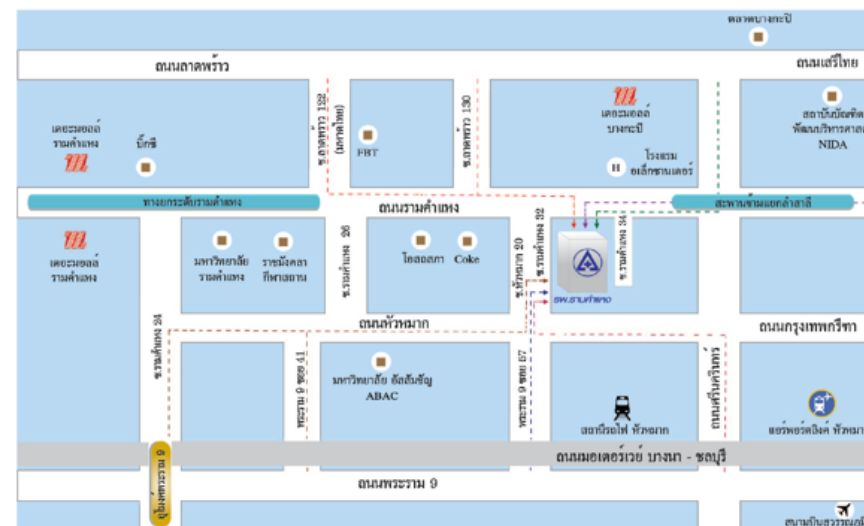 ตลาดบางกะปิ
ถนนลาดพร้าว
ถนนเสรีไทย
ซ.ลาดพร้าว 122
(มหาดไทย)
ซ.ลาดพร้าว 130
เดอะมอลล์
รามคำแหง
บิ๊กซี
FBT
เดอะมอลล์
บางกะปิ
H
โรงแรม
อเล็กซานเดอร์
สถาบันบัณฑิต
พัฒนบริหารศาส
NIDA
ทางยกระดับรามคำแหง
ถนนรามคำแหง
สะพานข้ามแยกลำสาลี
เดอะมอลล์
รามคำแหง
มหาวิทยาลัย
รามคำแหง
ราชมังคลา
กีฬาสถาน
ซ.รามคำแหง 26
โอสถสภา
Coke
ซ.หัวหมาก 20
ซ.รามคำแหง 32
ซ.รามคำแหง 34
รพ.รามคำแหง
ถนนหัวหมาก
ถนนกรุงเทพกรีฑา
ซ.รามคำแหง 24
พระราม 9 ซอย 41
มหาวิทยาลัย อัสสัมชัญ
ABAC
พระราม 9 ซอย 57
สถานีรถไฟ หัวหมาก
ถนนศรีนครินทร์
แอร์พอร์ตลิงค์ หัวหมา
ถนนมอเตอร์เวย์ บางนา - ชลบุรี
อุโมงค์พระราม 9
ถนนพระราม 9
สนามบินสุวรรณภูมิ